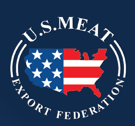 U.S. MEAT
EXPORT FEDERATION